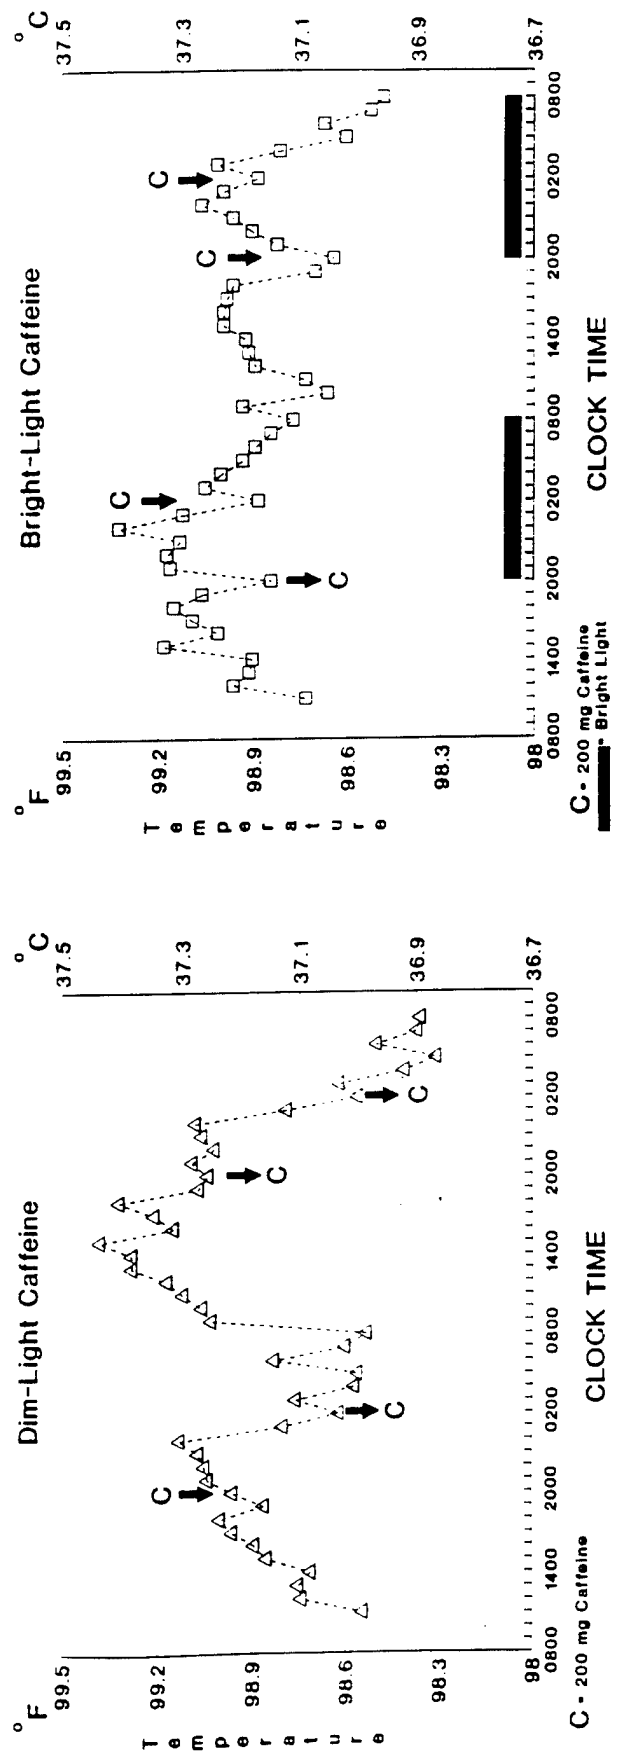 Dim-Light Caffeine
°F
°C
99.5
99.2
98.9
98.6
98.3
Temperature
37.5
37.3
37.1
36.9
36.7
C
C
C
C
0800
1400
2000
0200
0800
1400
2000
0200
0800
CLOCK TIME
C - 200 mg Caffeine
Bright-Light Caffeine
°F
°C
99.5
99.2
98.9
98.6
98.3
98
Temperature
37.5
37.3
37.1
36.9
36.7
C
C
C
C
0800
1400
2000
0200
0800
1400
2000
0200
0800
CLOCK TIME
C - 200 mg Caffeine
Bright Light